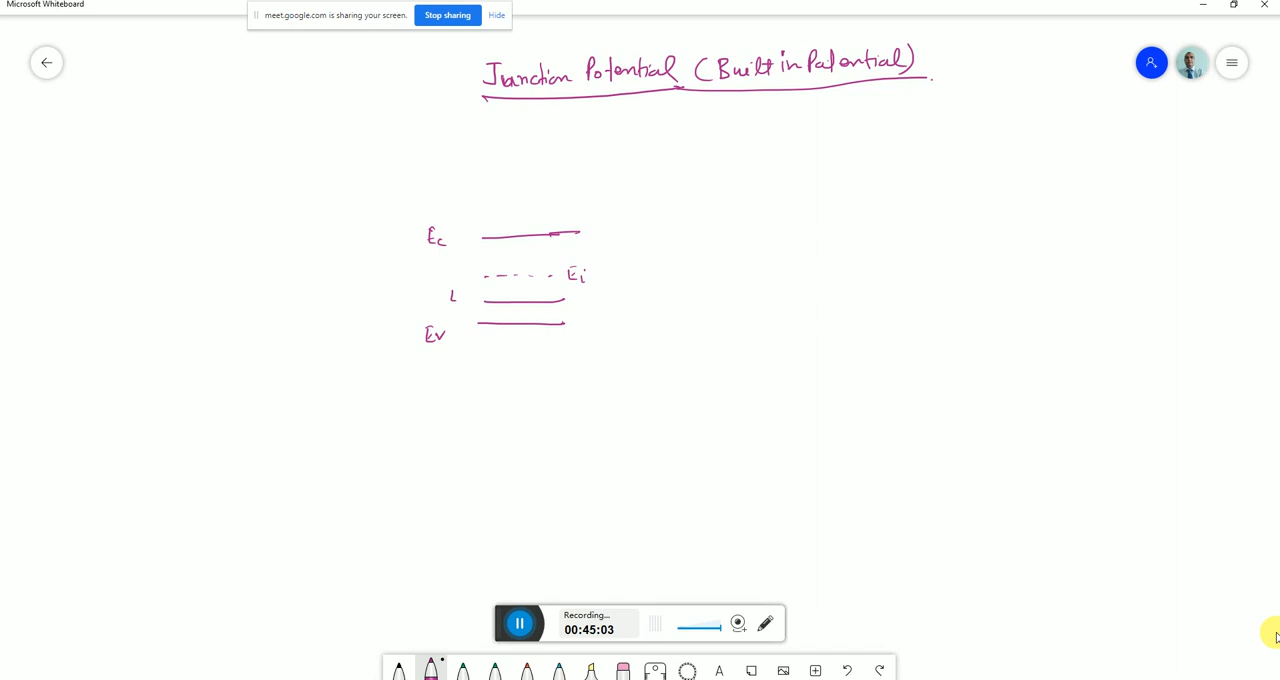 Microsoft Whiteboard
meet.google.com is sharing your screen. Stop sharing Hide
Junction Potential (Built in Potential).
Ec
Ei
Ev
Recording...
00:45:03
A